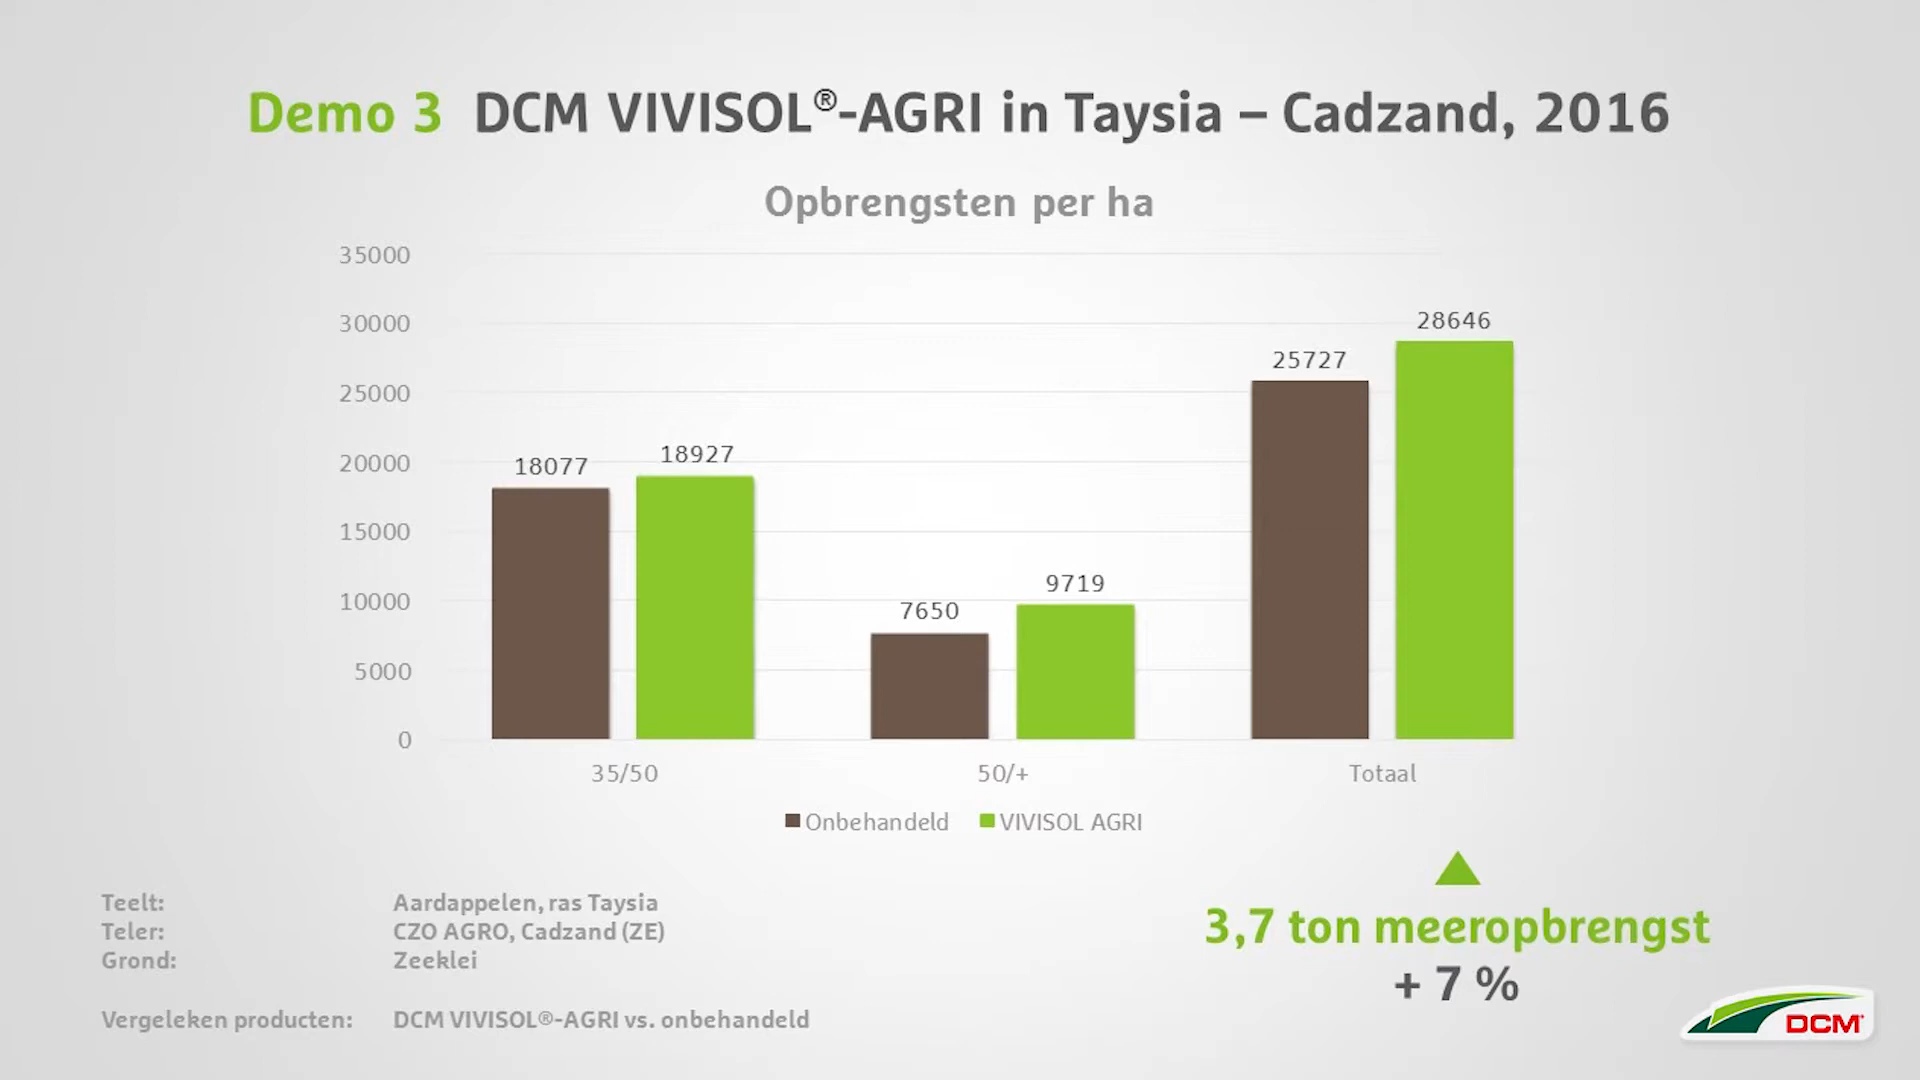 Demo 3 DCM VIVISOL®-AGRI in Taysia – Cadzand, 2016
Opbrengsten per ha
35000
30000
25000
20000
15000
10000
5000
0
18077
18927
7650
9719
25727
28646
35/50
50/+
Totaal
Onbehandeld
VIVISOL AGRI
Teelt: Aardappelen, ras Taysia
Teler: CZO AGRO, Cadzand (ZE)
Grond: Zeeklei
Vergeleken producten: DCM VIVISOL®-AGRI vs. onbehandeld
3,7 ton meeropbrengst
+ 7 %
DCM